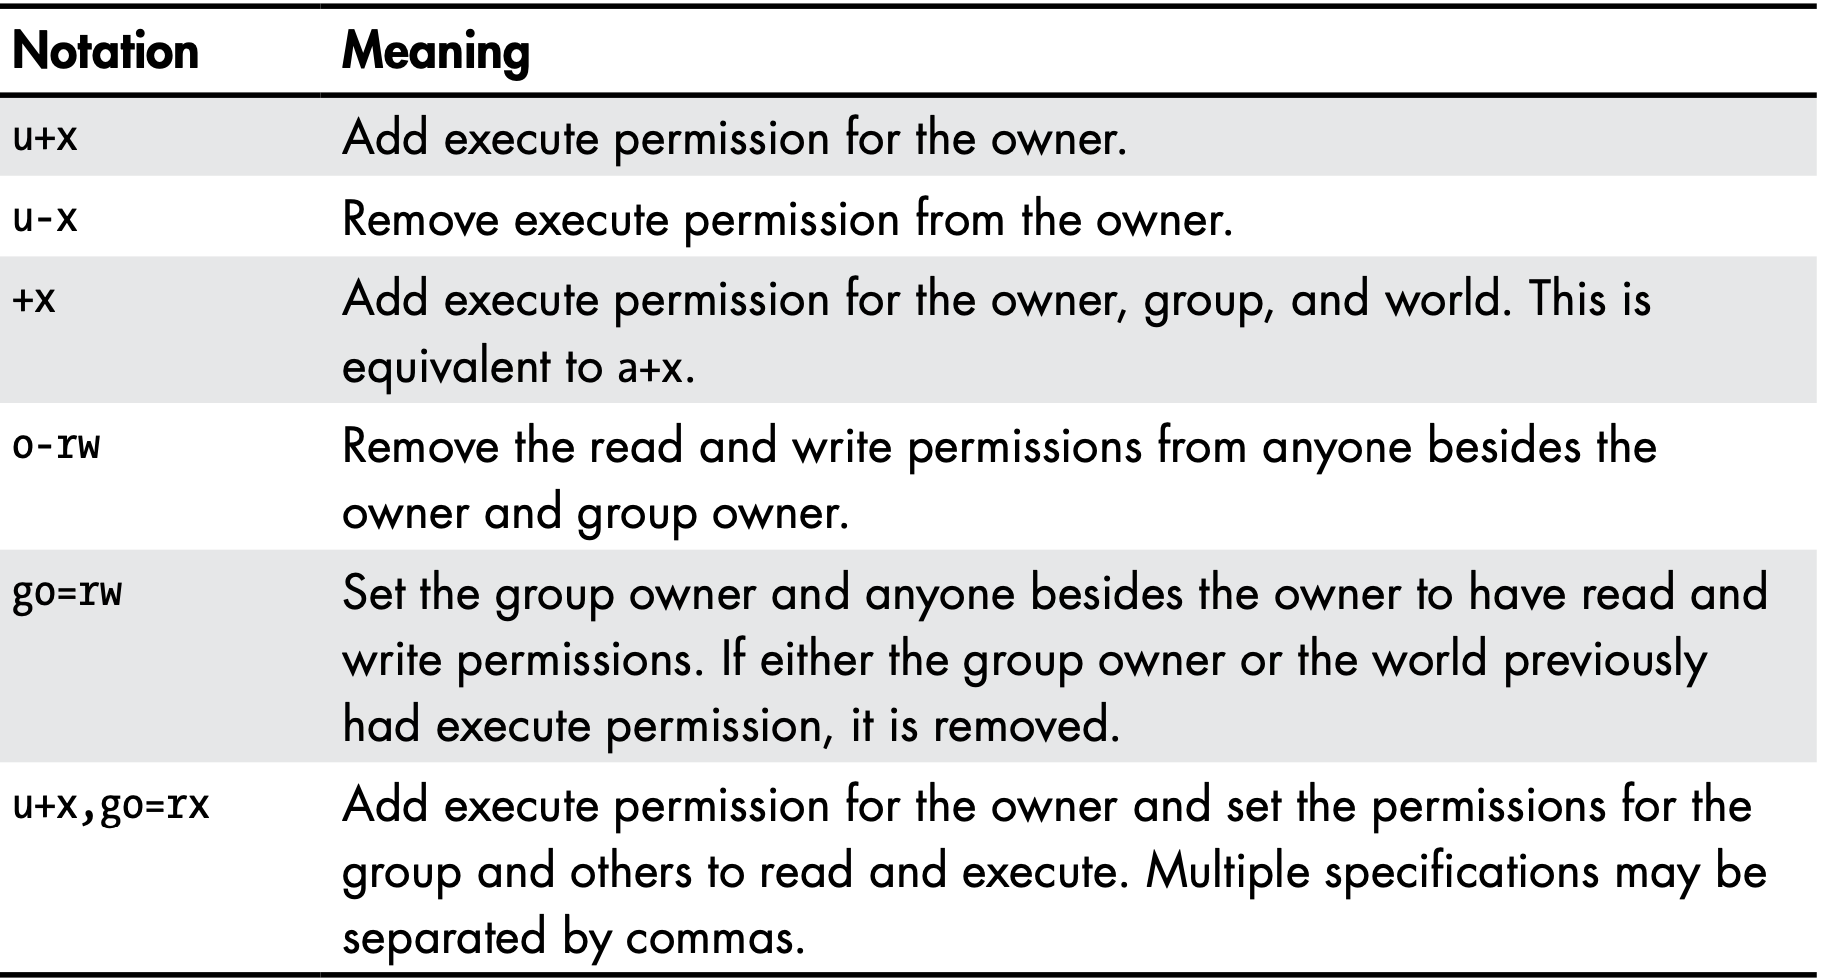 Notation Meaning
u+x Add execute permission for the owner.
u-x Remove execute permission from the owner.
+x Add execute permission for the owner, group, and world. This is
equivalent to a+x.
o-rw Remove the read and write permissions from anyone besides the
owner and group owner.
go=rw Set the group owner and anyone besides the owner to have read and
write permissions. If either the group owner or the world previously
had execute permission, it is removed.
u+x,go=rx Add execute permission for the owner and set the permissions for the
group and others to read and execute. Multiple specifications may be
separated by commas.